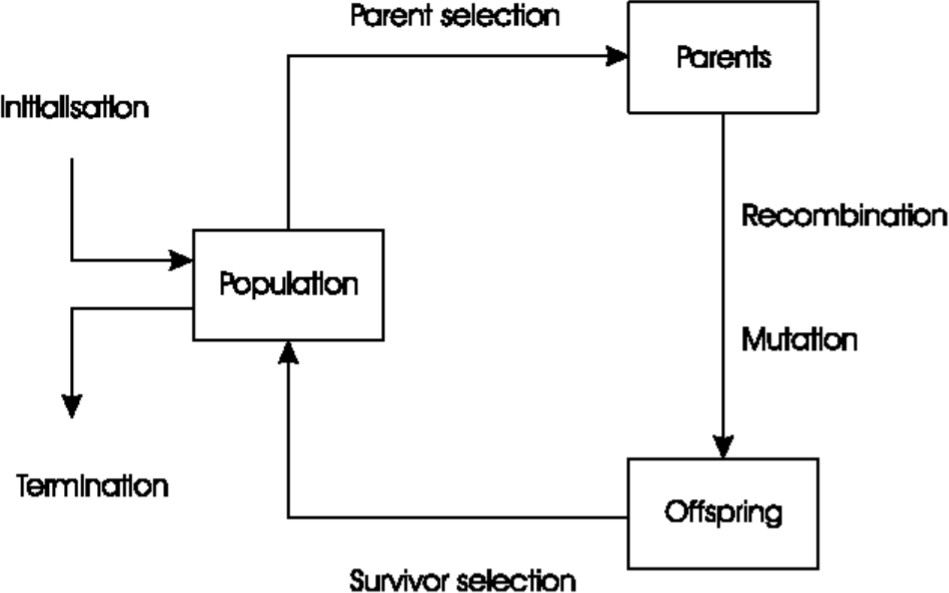 Parent selection
Parents
Initialisation
Recombination
Population
Mutation
Termination
Offspring
Survivor selection